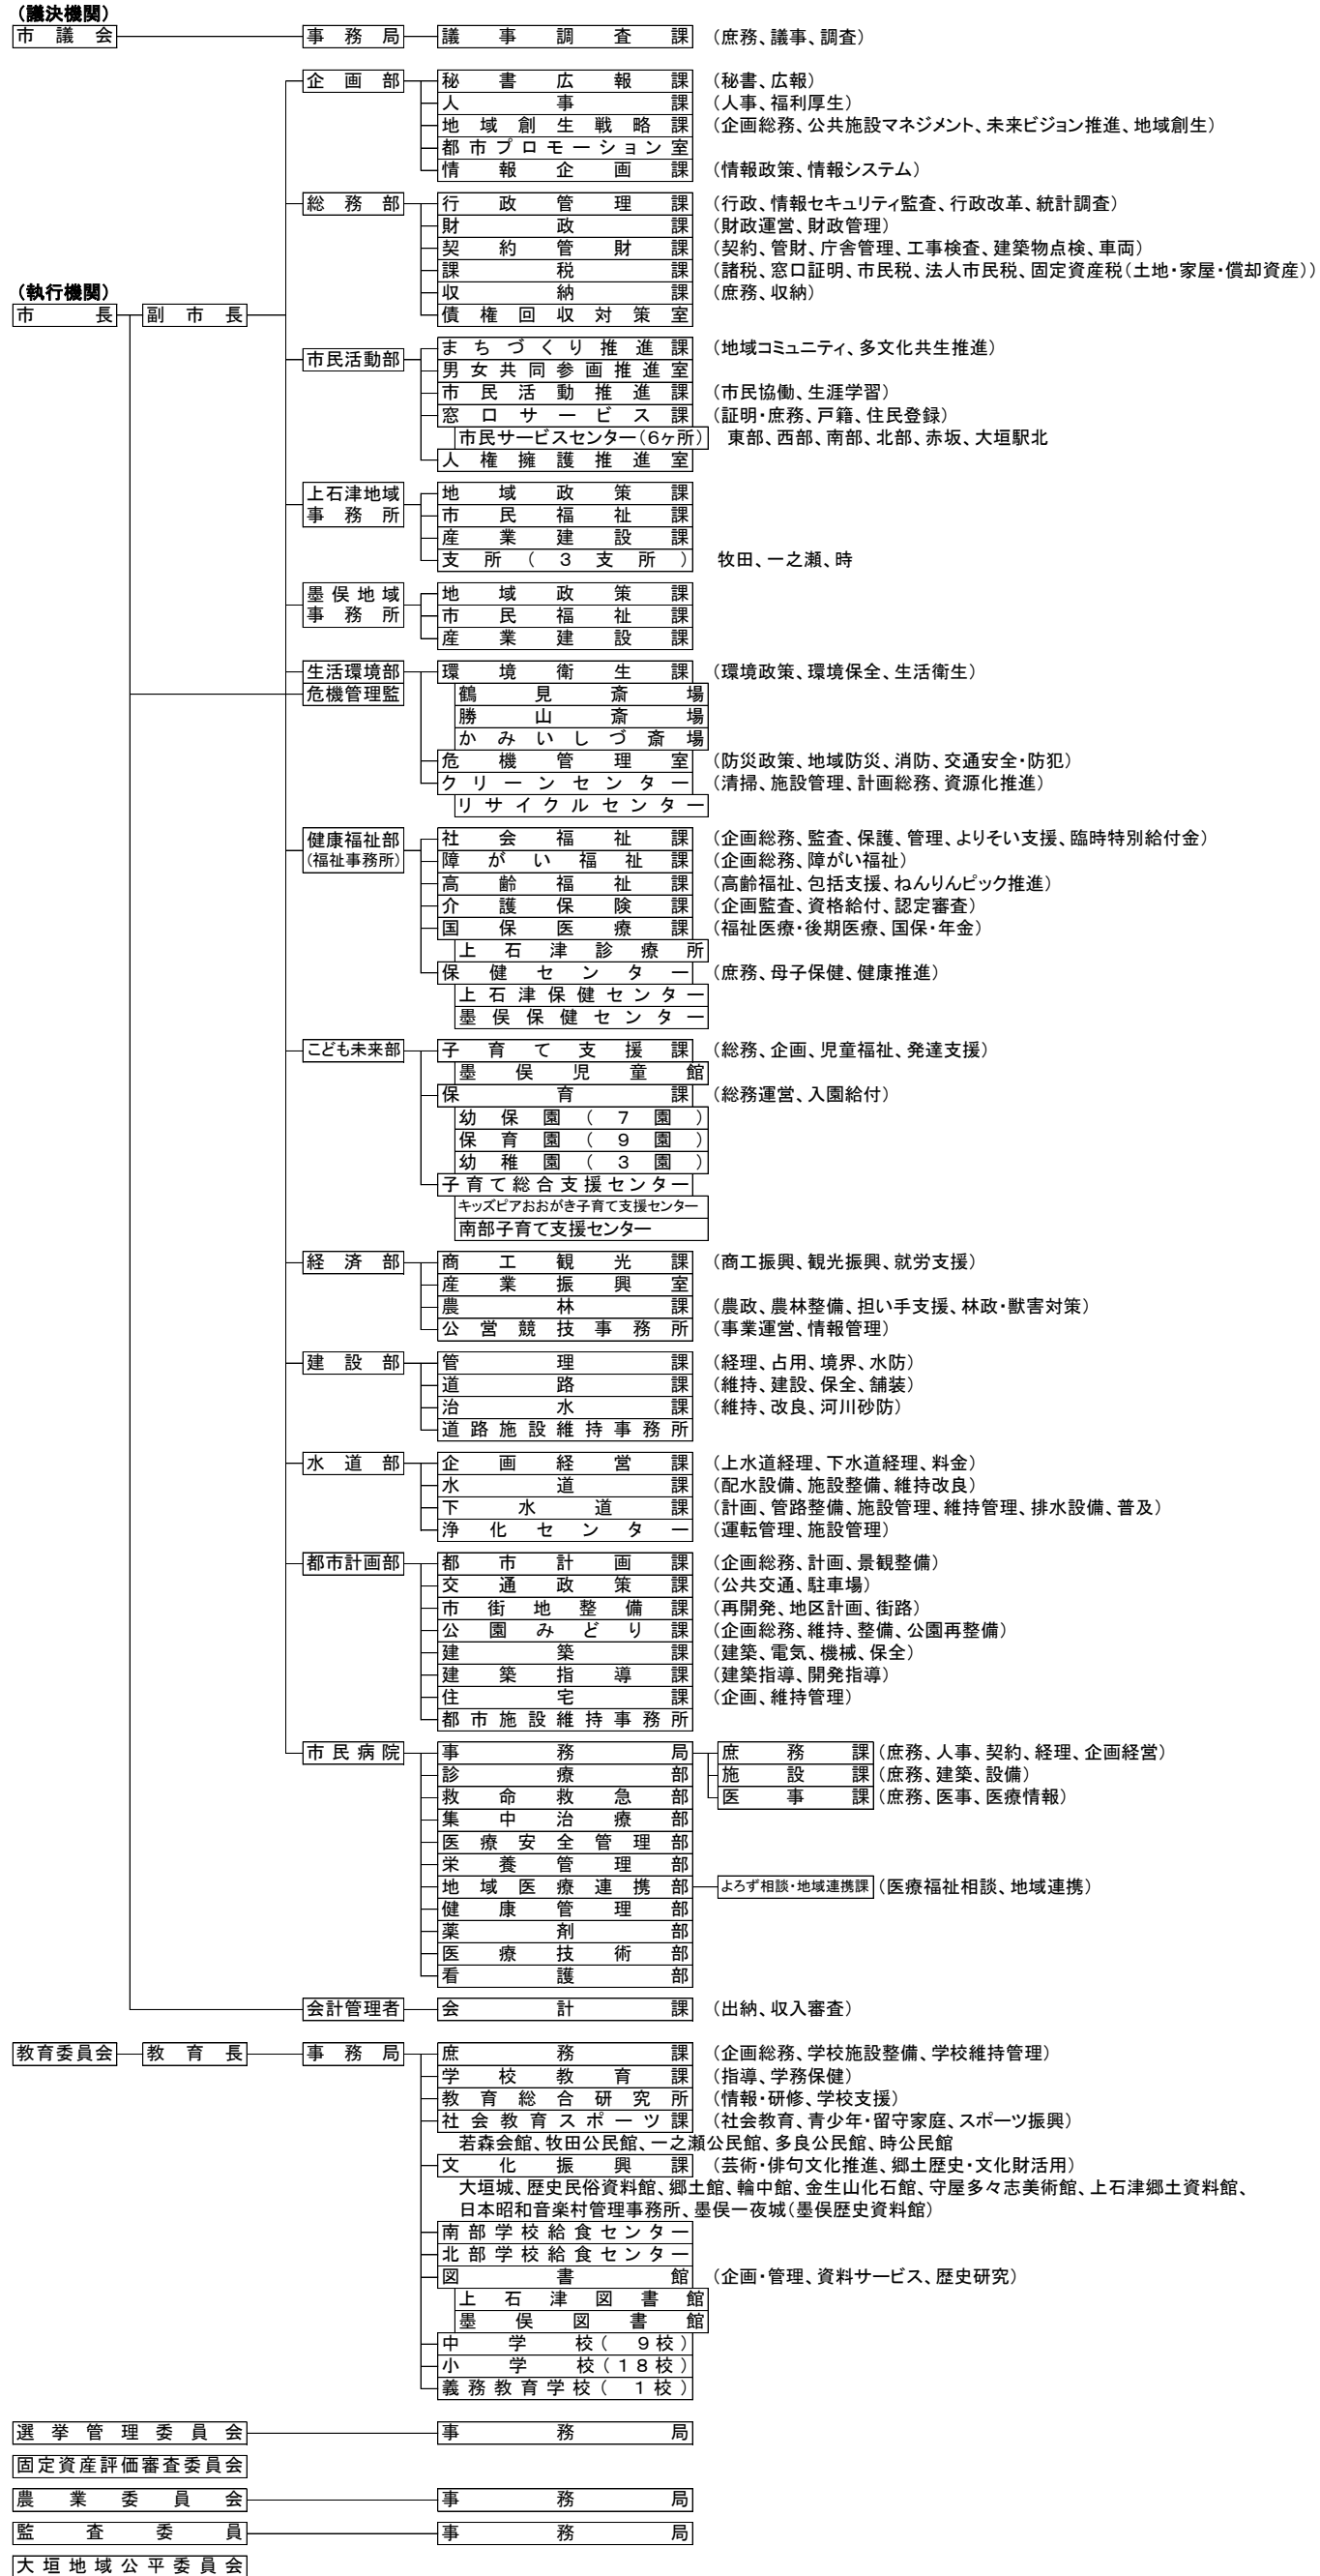 （議決機関）
市議会 事務局 議事調査課 （庶務、議事、調査）
企画部 秘書広報課 （秘書、広報）
人事課 （人事、福利厚生）
地域創生戦略課 （企画総務、公共施設マネジメント、未来ビジョン推進、地域創生）
都市プロモーション室
情報企画課 （情報政策、情報システム）
総務部 行政管理課 （行政、情報セキュリティ監査、行政改革、統計調査）
財政課 （財政運営、財政管理）
契約管財課 （契約、管財、庁舎管理、工事検査、建築物点検、車両）
課税課 （諸税、窓口証明、市民税、法人市民税、固定資産税（土地・家屋・償却資産））
（執行機関） 収納課 （庶務、収納）
市長 副市長 債権回収対策室
市民活動部 まちづくり推進課 （地域コミュニティ、多文化共生推進）
男女共同参画推進室
市民活動推進課 （市民協働、生涯学習）
窓口サービス課 （証明・庶務、戸籍、住民登録）
市民サービスセンター（６ヶ所） 東部、西部、南部、北部、赤坂、大垣駅北
人権擁護推進室
上石津地域事務所 地域政策課
市民福祉課
産業建設課
支所（３支所） 牧田、一之瀬、時
墨俣地域事務所 地域政策課
市民福祉課
産業建設課
生活環境部 環境衛生課 （環境政策、環境保全、生活衛生）
危機管理監 鶴見斎場
勝山斎場
かみいしづ斎場
危機管理室 （防災政策、地域防災、消防、交通安全・防犯）
クリーンセンター （清掃、施設管理、計画総務、資源化推進）
リサイクルセンター
健康福祉部（福祉事務所） 社会福祉課 （企画総務、監査、保護、管理、よりそい支援、臨時特別給付金）
障がい福祉課 （企画総務、障がい福祉）
高齢福祉課 （高齢福祉、包括支援、ねんりんピック推進）
介護保険課 （企画監査、資格給付、認定審査）
国保医療課 （福祉医療・後期医療、国保・年金）
上石津診療所
保健センター （庶務、母子保健、健康推進）
上石津保健センター
墨俣保健センター
こども未来部 子育て支援課 （総務、企画、児童福祉、発達支援）
墨俣児童館
保育課 （総務運営、入園給付）
幼保園（７園）
保育園（９園）
幼稚園（３園）
子育て総合支援センター
キッズピアおおがき子育て支援センター
南部子育て支援センター
経済部 商工観光課 （商工振興、観光振興、就労支援）
産業振興室
農林課 （農政、農林整備、担い手支援、林政・獣害対策）
公営競技事務所 （事業運営、情報管理）
建設部 管理課 （経理、占用、境界、水防）
道路課 （維持、建設、保全、舗装）
治水課 （維持、改良、河川砂防）
道路施設維持事務所
水道部 企画経営課 （上水道経理、下水道経理、料金）
水道課 （配水設備、施設整備、維持改良）
下水道課 （計画、管路整備、施設管理、維持管理、排水設備、普及）
浄化センター （運転管理、施設管理）
都市計画部 都市計画課 （企画総務、計画、景観整備）
交通政策課 （公共交通、駐車場）
市街地整備課 （再開発、地区計画、街路）
公園みどり課 （企画総務、維持、整備、公園再整備）
建築課 （建築、電気、機械、保全）
建築指導課 （建築指導、開発指導）
住宅課 （企画、維持管理）
都市施設維持事務所
市民病院 事務局 庶務課 （庶務、人事、契約、経理、企画経営）
診療部 施設課 （庶務、建築、設備）
救命救急部 医事課 （庶務、医事、医療情報）
集中治療部
医療安全管理部
栄養管理部
地域医療連携部 よろず相談・地域連携課 （医療福祉相談、地域連携）
健康管理部
薬剤部
医療技術部
看護部
会計管理者 会計課 （出納、収入審査）
教育委員会 教育長 事務局 庶務課 （企画総務、学校施設整備、学校維持管理）
学校教育課 （指導、学務保健）
教育総合研究所 （情報・研修、学校支援）
社会教育スポーツ課 （社会教育、青少年・留守家庭、スポーツ振興）
若森会館、牧田公民館、一之瀬公民館、多良公民館、時公民館
文化振興課 （芸術・俳句文化推進、郷土歴史・文化財活用）
大垣城、歴史民俗資料館、郷土館、輪中館、金生山化石館、守屋多々志美術館、上石津郷土資料館、
日本昭和音楽村管理事務所、墨俣一夜城（墨俣歴史資料館）
南部学校給食センター
北部学校給食センター
図書館 （企画・管理、資料サービス、歴史研究）
上石津図書館
墨俣図書館
中学校（ ９校）
小学校（１８校）
義務教育学校（ １校）
選挙管理委員会 事務局
固定資産評価審査委員会
農業委員会 事務局
監査委員 事務局
大垣地域公平委員会